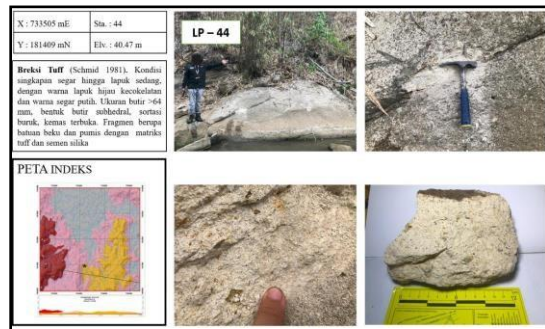 X : 733505 mE
Sta. : 44
Y : 181409 mN
Elv. : 40.47 m
Breksi Tuff (Schmid 1981). Kondisi
singkapan segar hingga lapuk sedang,
dengan warna lapuk hijau kecokelatan
dan warna segar putih. Ukuran butir >64
mm, bentuk butir subhedral, sortasi
buruk, kemas terbuka. Fragmen berupa
batuan beku dan pumis dengan matriks
tuff dan semen silika
LP – 44
PETA INDEKS